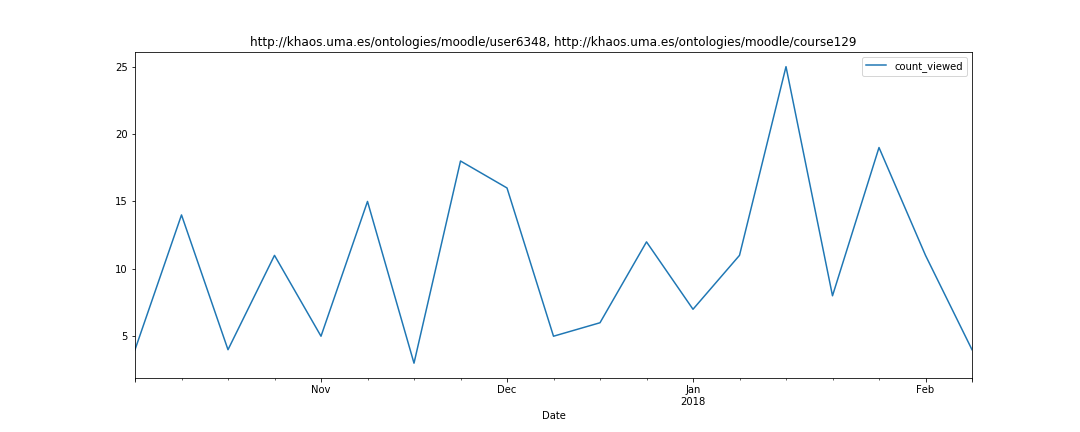 http://khaos.uma.es/ontologies/moodle/user6348, http://khaos.uma.es/ontologies/moodle/course129
count_viewed
25
20
15
10
5
Nov
Dec
Jan
2018
Feb
Date